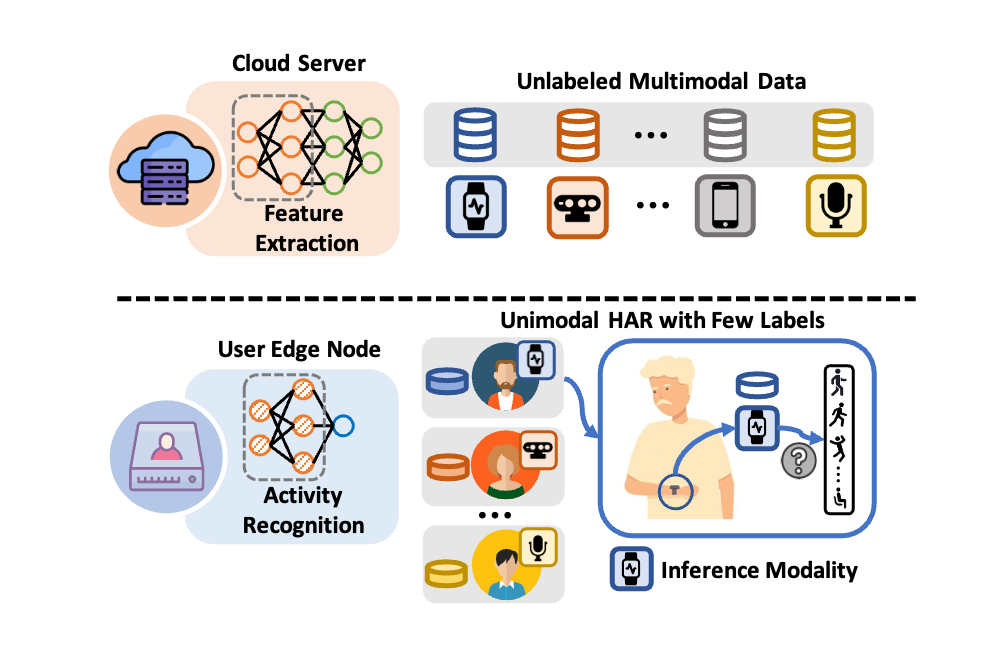 Cloud Server
Unlabeled Multimodal Data
Feature
Extraction
Unimodal HAR with Few Labels
User Edge Node
Activity
Recognition
?
Inference Modality